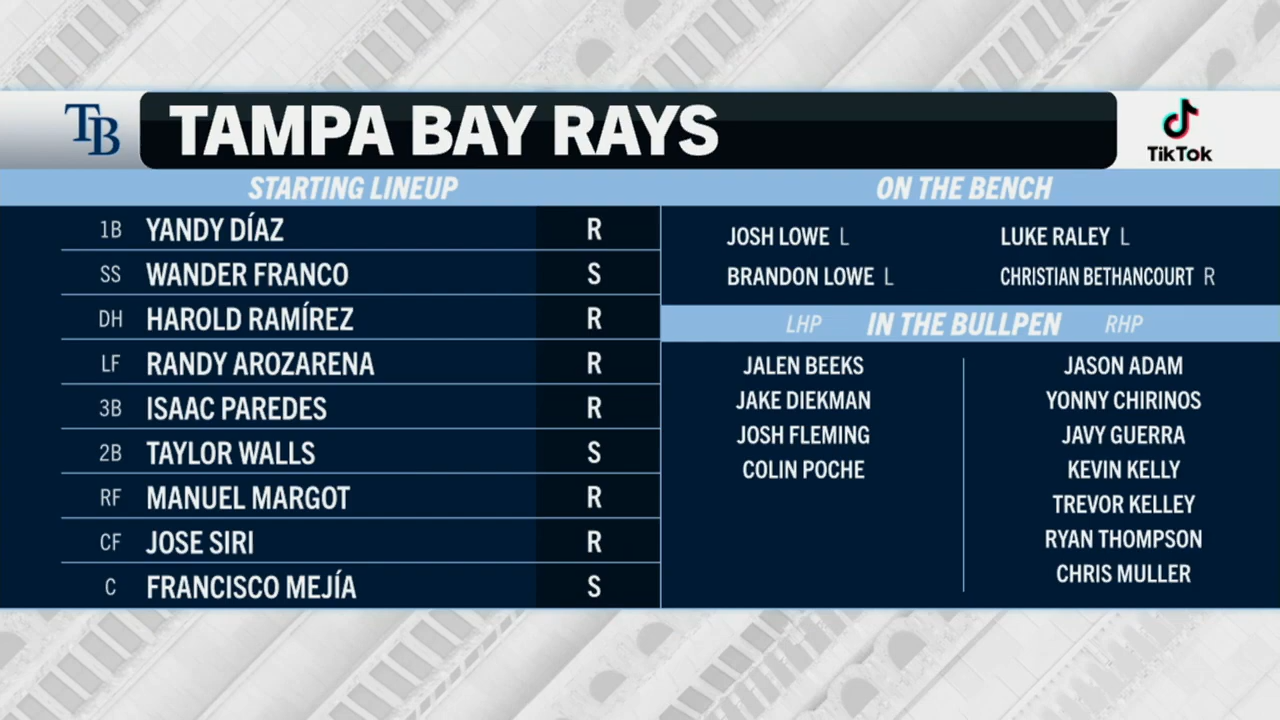 TB TAMPA BAY RAYS
TikTok
STARTING LINEUP
1B YANDY DÍAZ R
SS WANDER FRANCO S
DH HAROLD RAMÍREZ R
LF RANDY AROZARENA R
3B ISAAC PAREDES R
2B TAYLOR WALLS S
RF MANUEL MARGOT R
CF JOSE SIRI R
C FRANCISCO MEJÍA S
ON THE BENCH
JOSH LOWE L LUKE RALEY L
BRANDON LOWE L CHRISTIAN BETHANCOURT R
LHP IN THE BULLPEN RHP
JALEN BEEKS JASON ADAM
JAKE DIEKMAN YONNY CHIRINOS
JOSH FLEMING JAVY GUERRA
COLIN POCHE KEVIN KELLY
TREVOR KELLEY
RYAN THOMPSON
CHRIS MULLER